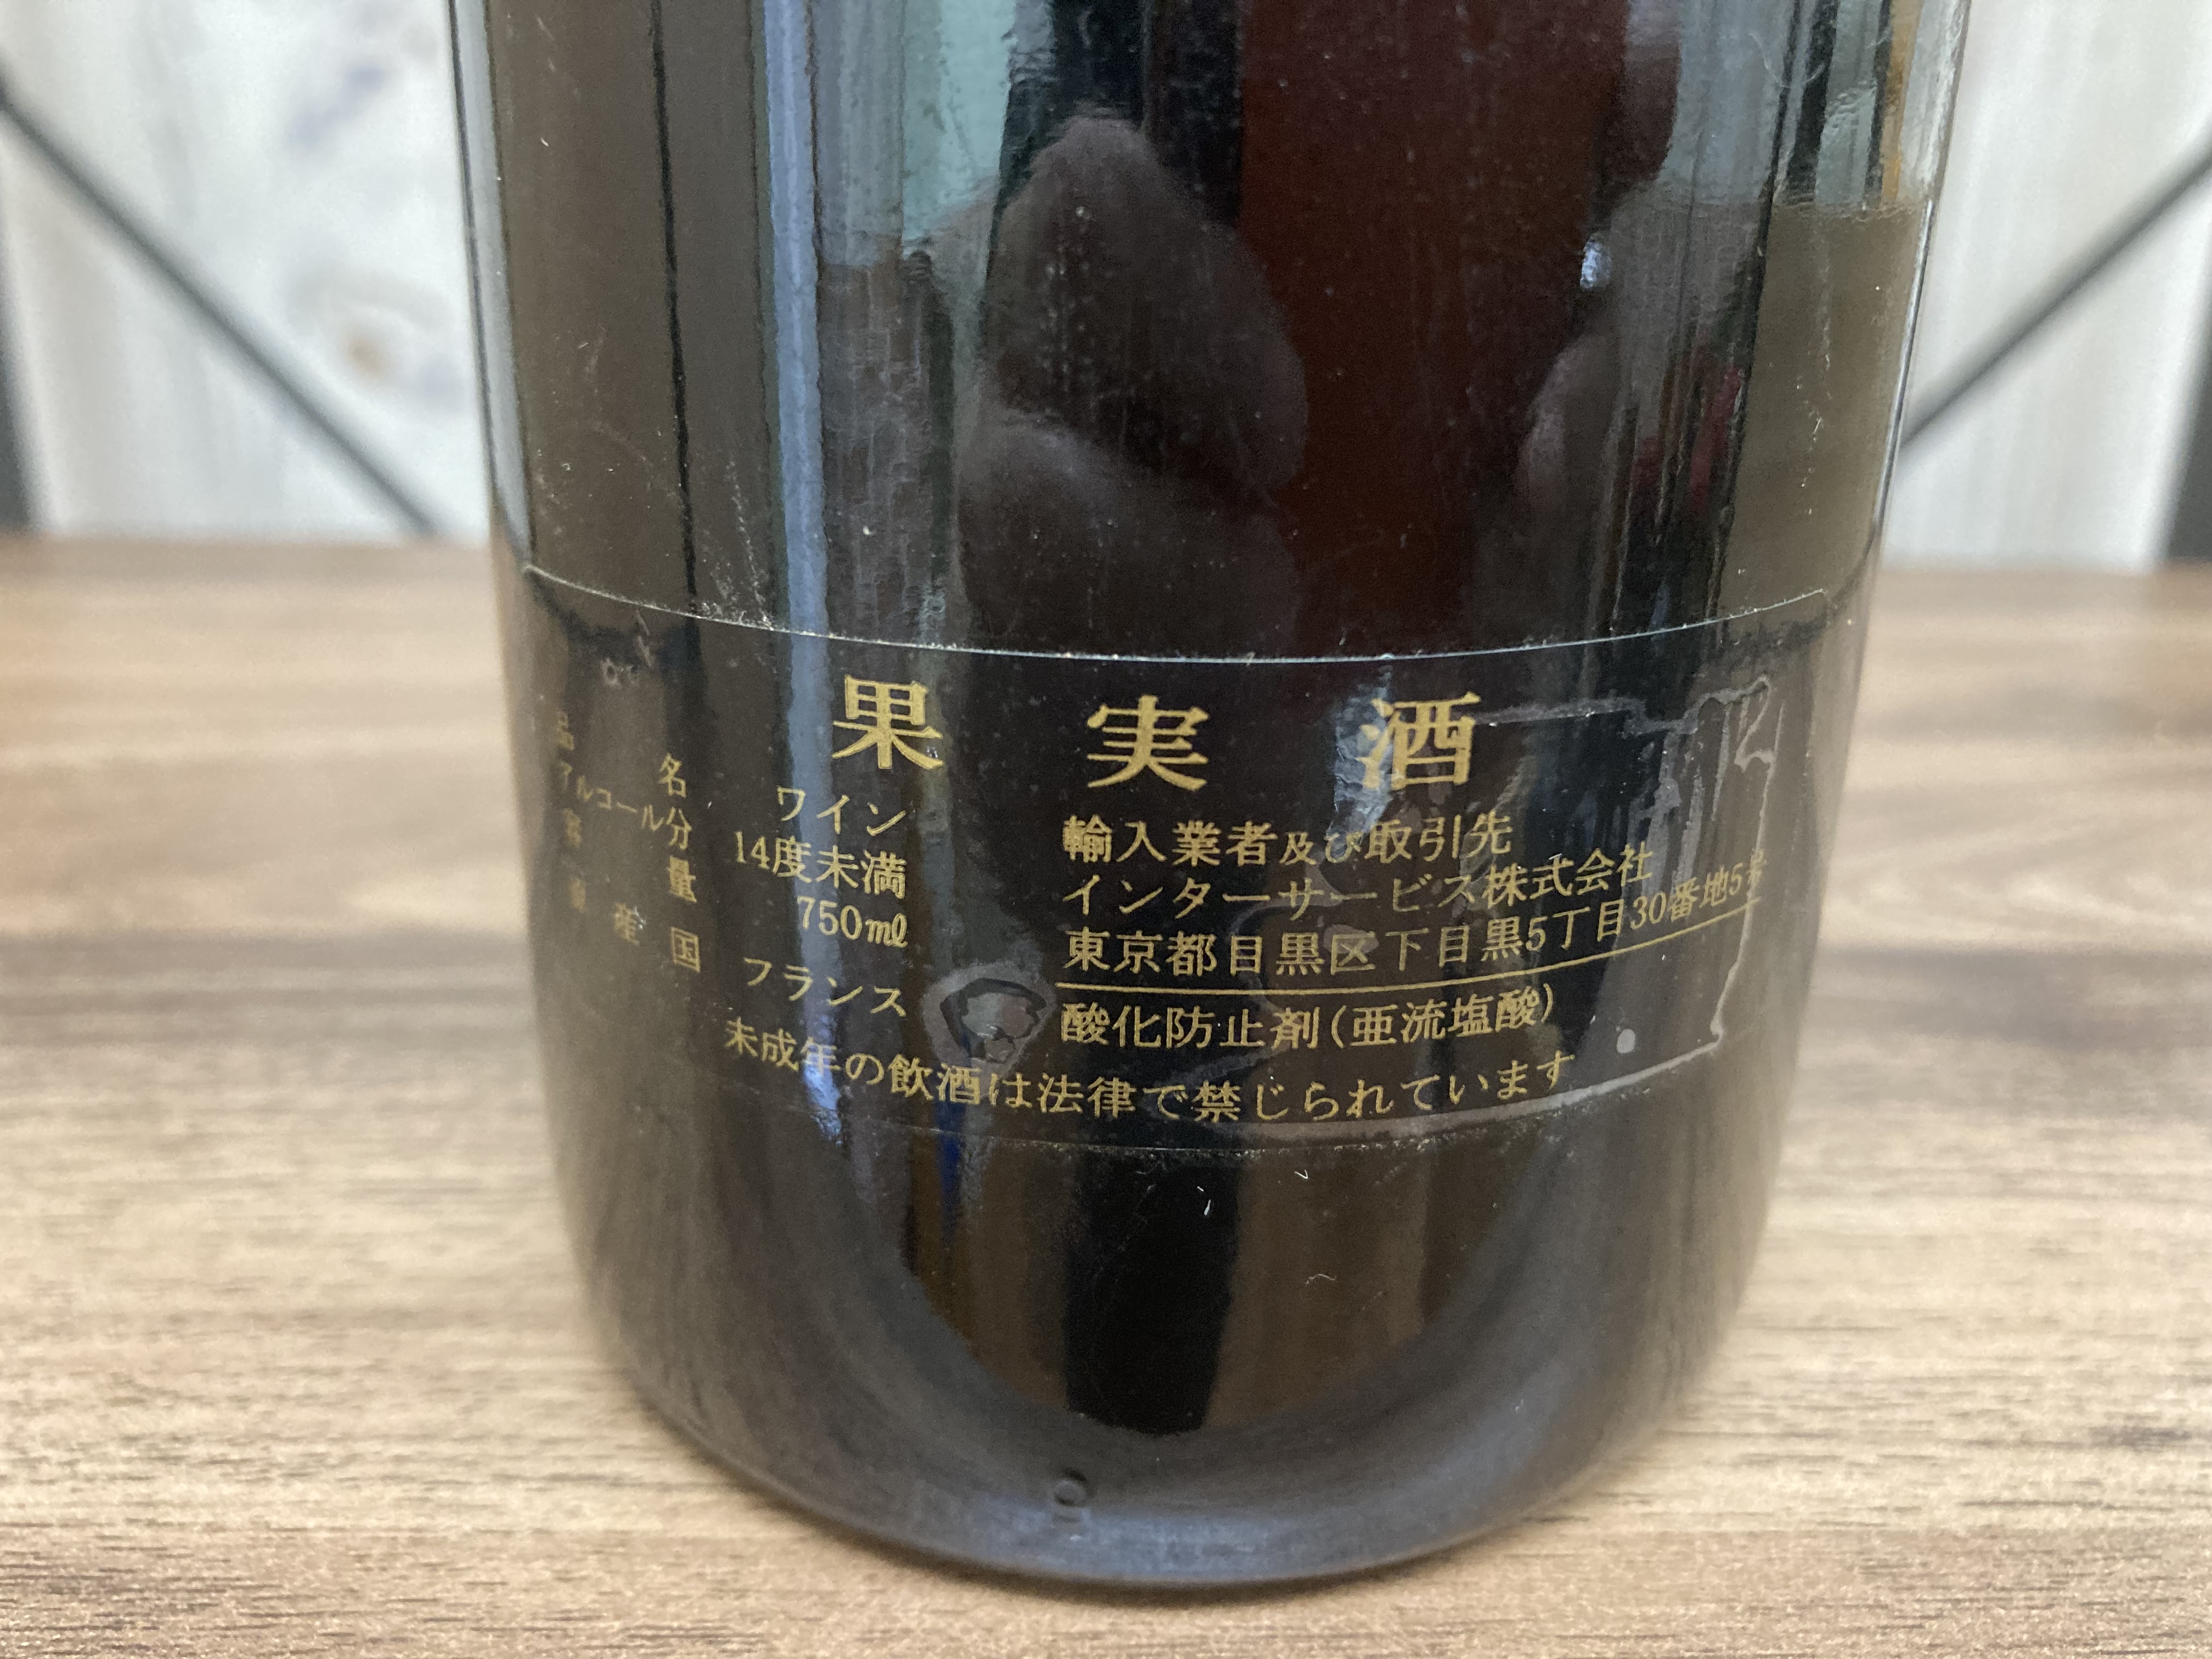 果実酒
品名 ワイン
アルコール分 14度未満
容量 750ml
原産国 フランス
輸入業者及び取引先
インターサービス株式会社
東京都目黒区下目黒5丁目30番地5号
酸化防止剤(亜流塩酸)
未成年の飲酒は法律で禁じられています